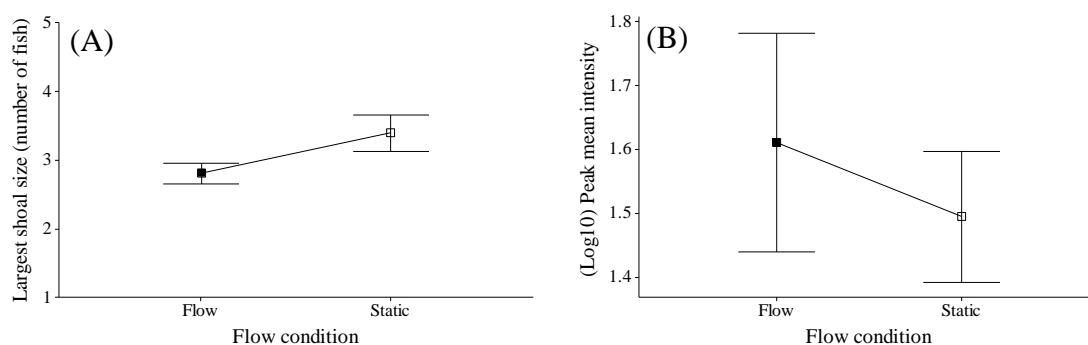 (A)
Largest shoal size (number of fish)
5
4
3
2
1
Flow
Static
Flow condition
(B)
(Log10) Peak mean intensity
1.8
1.7
1.6
1.5
1.4
Flow
Static
Flow condition